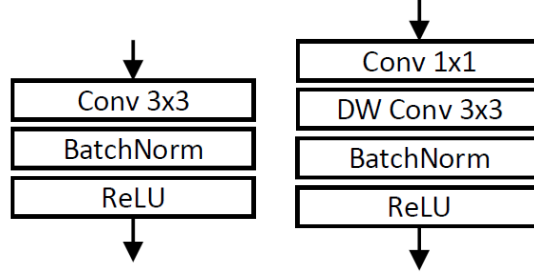 Conv 3x3
BatchNorm
ReLU
Conv 1x1
DW Conv 3x3
BatchNorm
ReLU